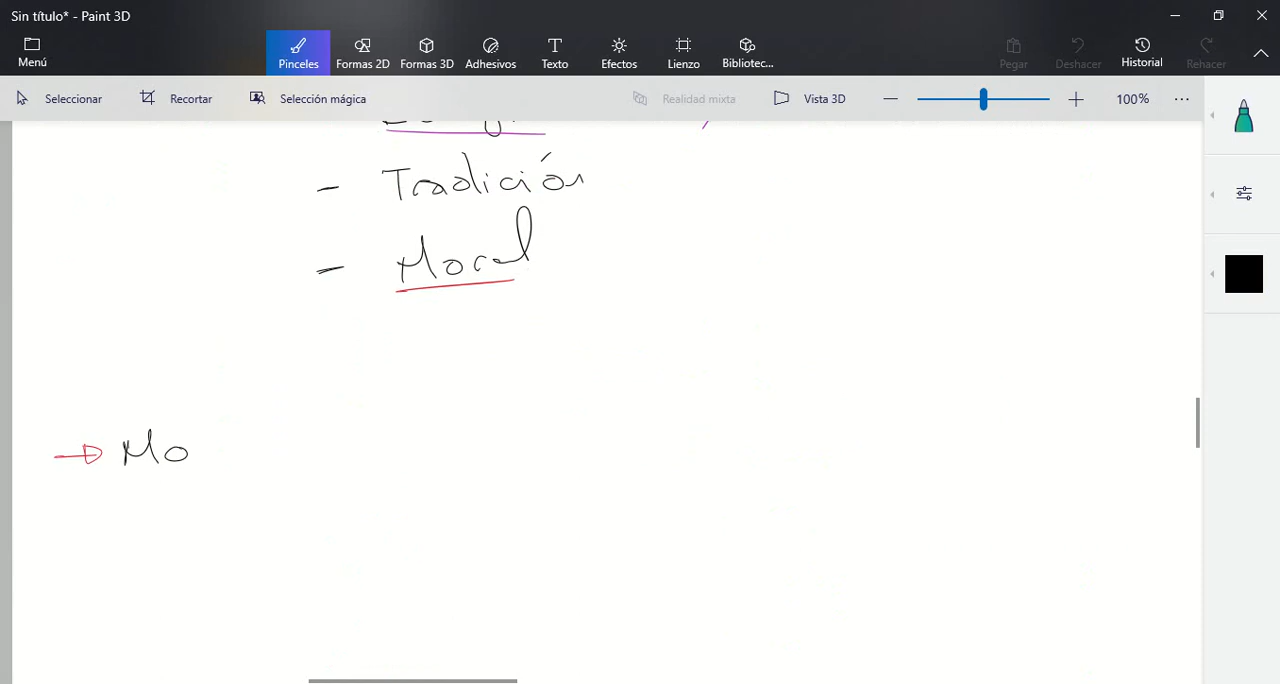 Sin título* - Paint 3D
Menú Pinceles Formas 2D Formas 3D Adhesivos Texto Efectos Lienzo Bibliotec... Pegar Deshacer Historial Rehacer
Seleccionar Recortar Selección mágica Realidad mixta Vista 3D 100%
- Tradición
- Moral
Mo